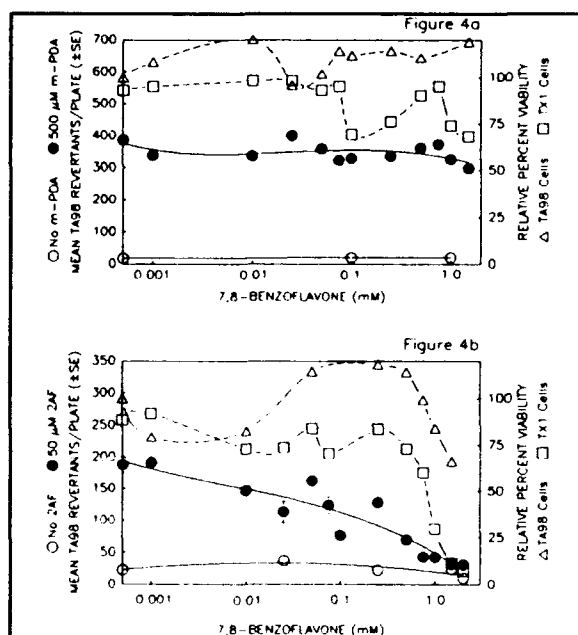 Figure 4a
700
600
500
400
300
200
100
0
100
75
50
25
0
0.001
0.01
0.1
1.0
7,8-BENZOFLAVONE (mM)
○ No m-PDA ● 500 μM m-PDA
MEAN TA98 REVERTANTS/PLATE (±SE)
RELATIVE PERCENT VIABILITY
△ TA98 Cells □ TX1 Cells
Figure 4b
350
300
250
200
150
100
50
0
100
75
50
25
0
0.001
0.01
0.1
1.0
7,8-BENZOFLAVONE (mM)
○ No 2AF ● 50 μM 2AF
MEAN TA98 REVERTANTS/PLATE (±SE)
RELATIVE PERCENT VIABILITY
△ TA98 Cells □ TX1 Cells